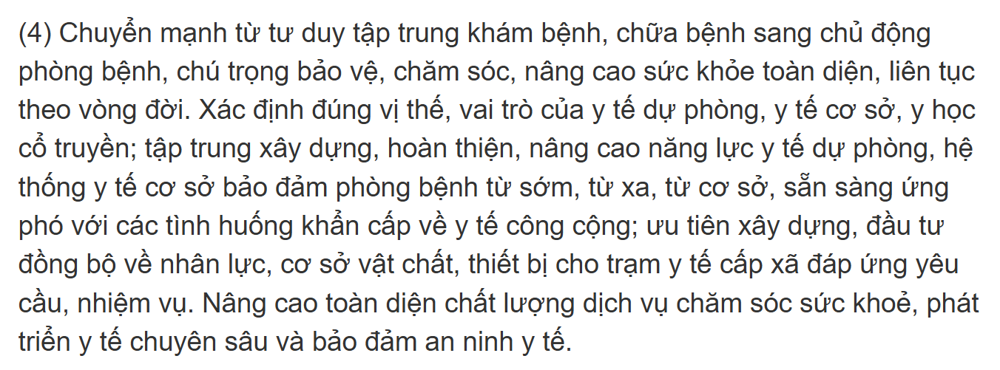 (4) Chuyển mạnh từ tư duy tập trung khám bệnh, chữa bệnh sang chủ động
phòng bệnh, chú trọng bảo vệ, chăm sóc, nâng cao sức khỏe toàn diện, liên tục
theo vòng đời. Xác định đúng vị thế, vai trò của y tế dự phòng, y tế cơ sở, y học
cổ truyền; tập trung xây dựng, hoàn thiện, nâng cao năng lực y tế dự phòng, hệ
thống y tế cơ sở bảo đảm phòng bệnh từ sớm, từ xa, từ cơ sở, sẵn sàng ứng
phó với các tình huống khẩn cấp về y tế công cộng; ưu tiên xây dựng, đầu tư
đồng bộ về nhân lực, cơ sở vật chất, thiết bị cho trạm y tế cấp xã đáp ứng yêu
cầu, nhiệm vụ. Nâng cao toàn diện chất lượng dịch vụ chăm sóc sức khoẻ, phát
triển y tế chuyên sâu và bảo đảm an ninh y tế.